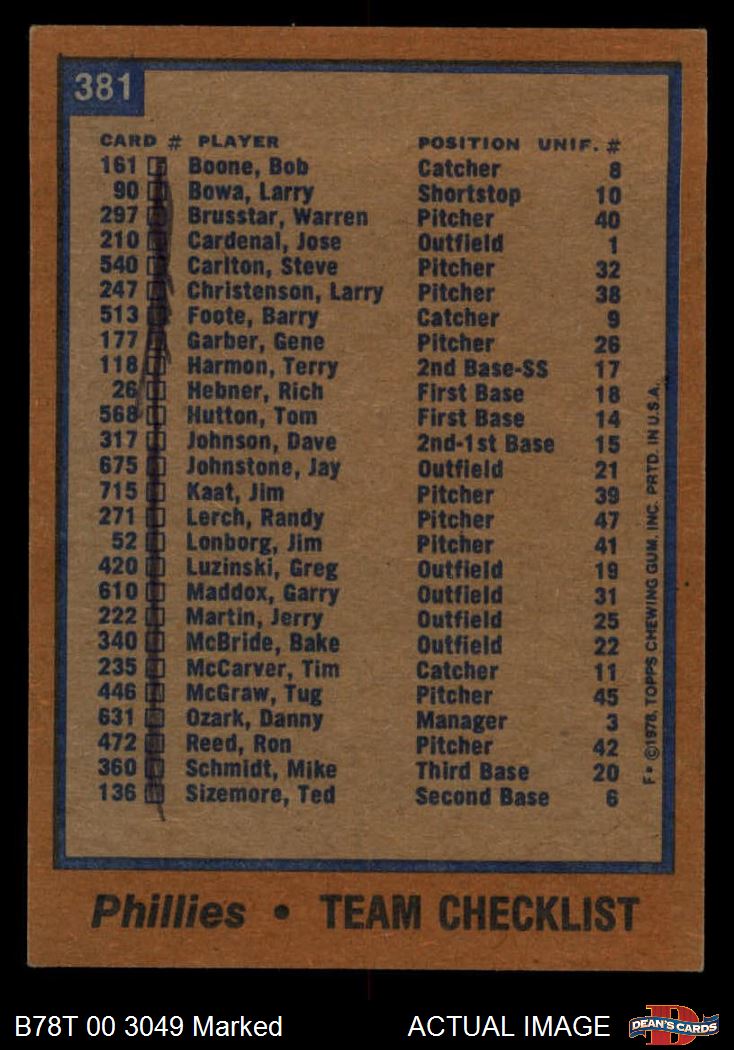 381
CARD # PLAYER POSITION UNIF. #
161 Boone, Bob Catcher 8
90 Bowa, Larry Shortstop 10
297 Brusstar, Warren Pitcher 40
210 Cardenal, Jose Outfield 1
540 Carlton, Steve Pitcher 32
247 Christenson, Larry Pitcher 38
513 Foote, Barry Catcher 9
177 Garber, Gene Pitcher 26
118 Harmon, Terry 2nd Base-SS 17
26 Hebner, Rich First Base 18
568 Hutton, Tom First Base 14
317 Johnson, Dave 2nd-1st Base 15
675 Johnstone, Jay Outfield 21
715 Kaat, Jim Pitcher 39
271 Lerch, Randy Pitcher 47
52 Lonborg, Jim Pitcher 41
420 Luzinski, Greg Outfield 19
610 Maddox, Garry Outfield 31
222 Martin, Jerry Outfield 25
340 McBride, Bake Outfield 22
235 McCarver, Tim Catcher 11
446 McGraw, Tug Pitcher 45
631 Ozark, Danny Manager 3
472 Reed, Ron Pitcher 42
360 Schmidt, Mike Third Base 20
136 Sizemore, Ted Second Base 6
F* ©1978, TOPPS CHEWING GUM, INC. PRTD. IN U.S.A.
Phillies • TEAM CHECKLIST
B78T 00 3049 Marked ACTUAL IMAGE
DEAN'S CARDS